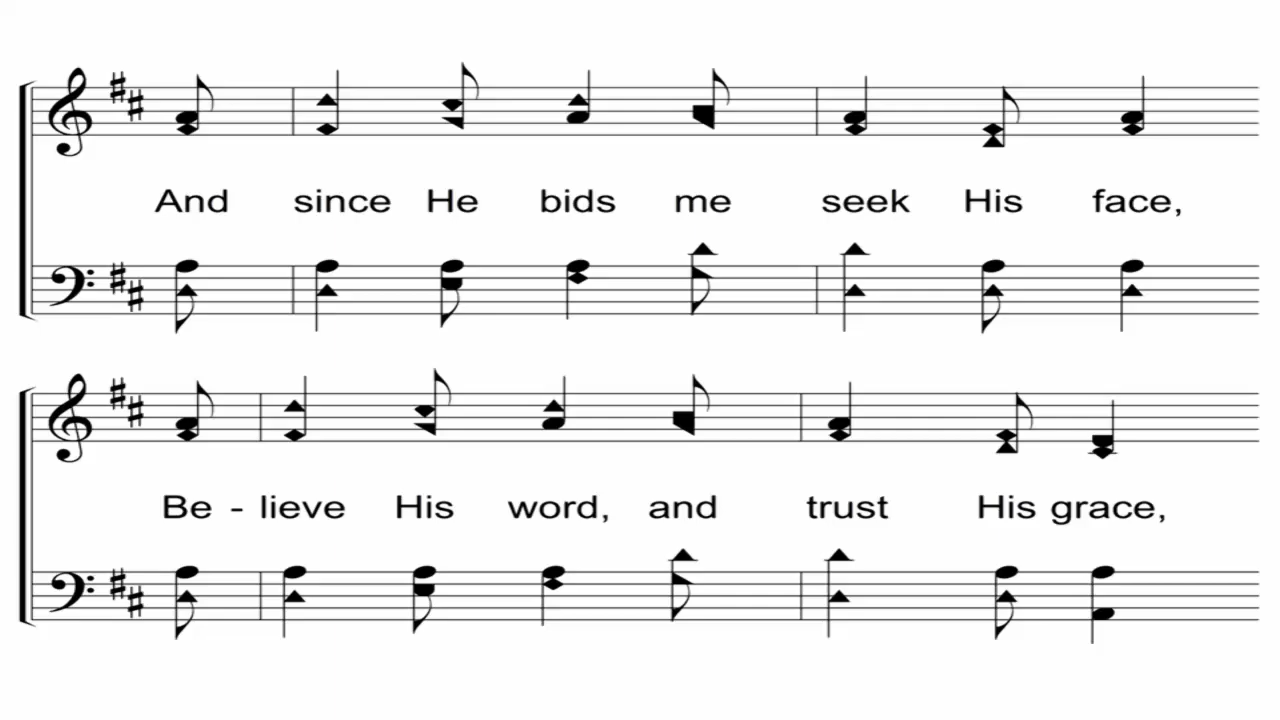 And since He bids me seek His face,
Be - lieve His word, and trust His grace,